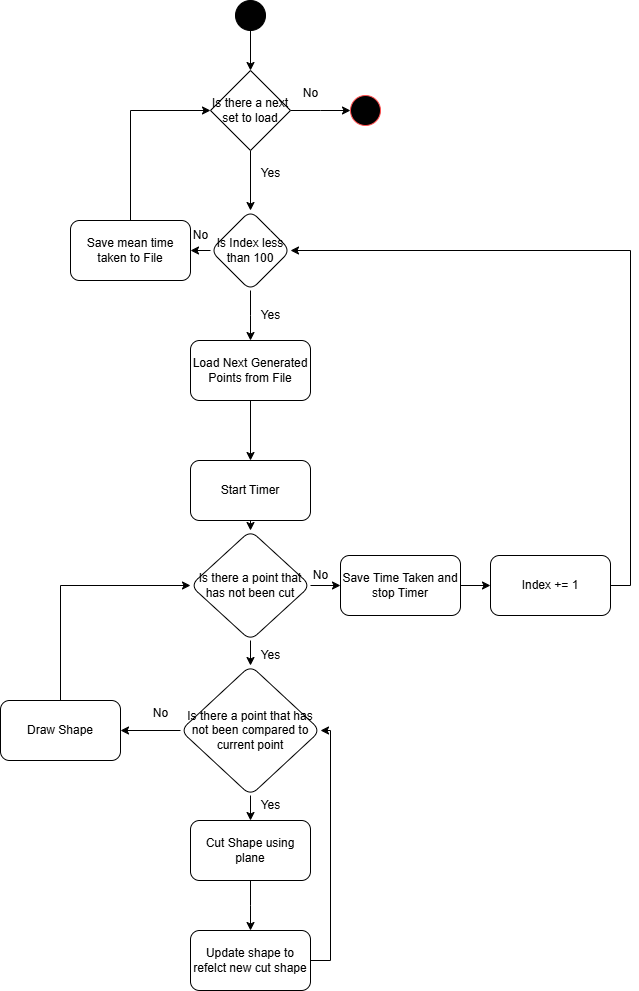 Is there a next
set to load
No
Yes
Save mean time
taken to File
No
Is Index less
than 100
Yes
Load Next Generated
Points from File
Start Timer
Is there a point that
has not been cut
No
Save Time Taken and
stop Timer
Index += 1
Yes
Is there a point that has
not been compared to
current point
No
Draw Shape
Yes
Cut Shape using
plane
Update shape to
refelct new cut shape